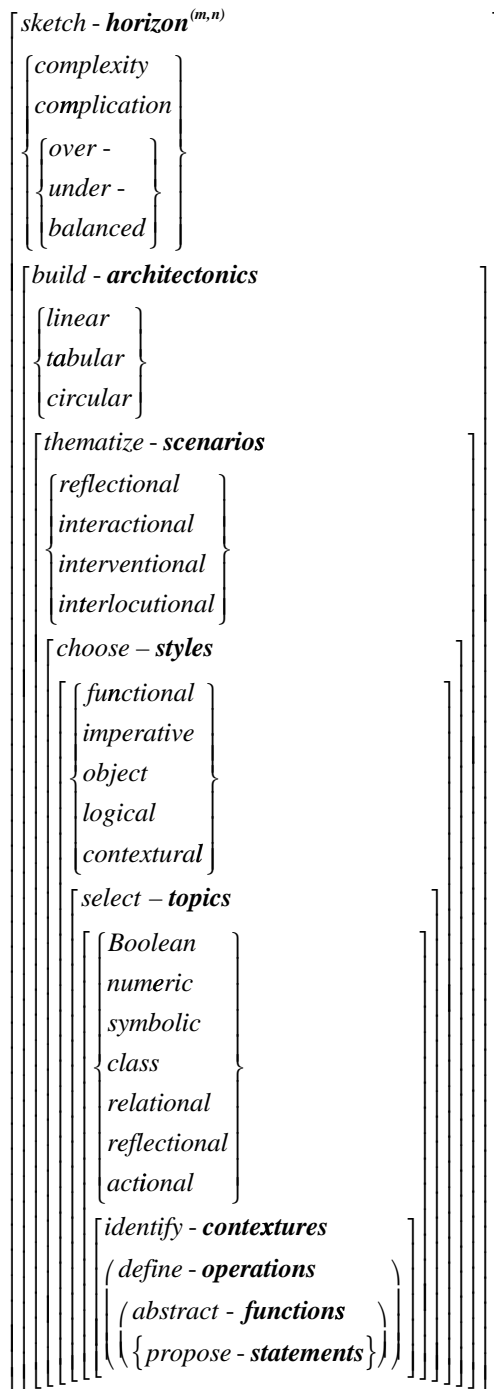 sketch - horizon(m,n)
complexity
complication
over -
under -
balanced
build - architectonics
linear
tabular
circular
thematize - scenarios
reflectional
interactional
interventional
interlocutional
choose – styles
functional
imperative
object
logical
contextural
select – topics
Boolean
numeric
symbolic
class
relational
reflectional
actional
identify - contextures
define - operations
abstract - functions
{propose - statements}